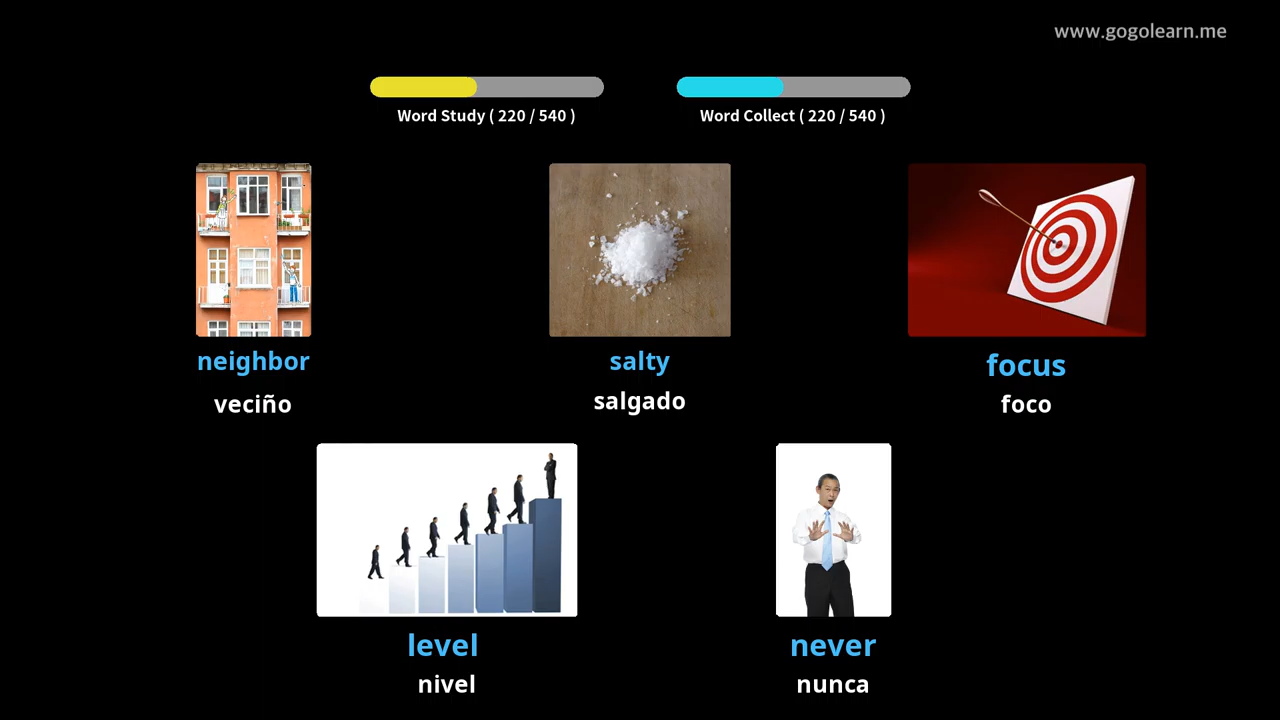 www.gogolearn.me
Word Study ( 220 / 540 )
Word Collect ( 220 / 540 )
neighbor
veciño
salty
salgado
focus
foco
level
nivel
never
nunca